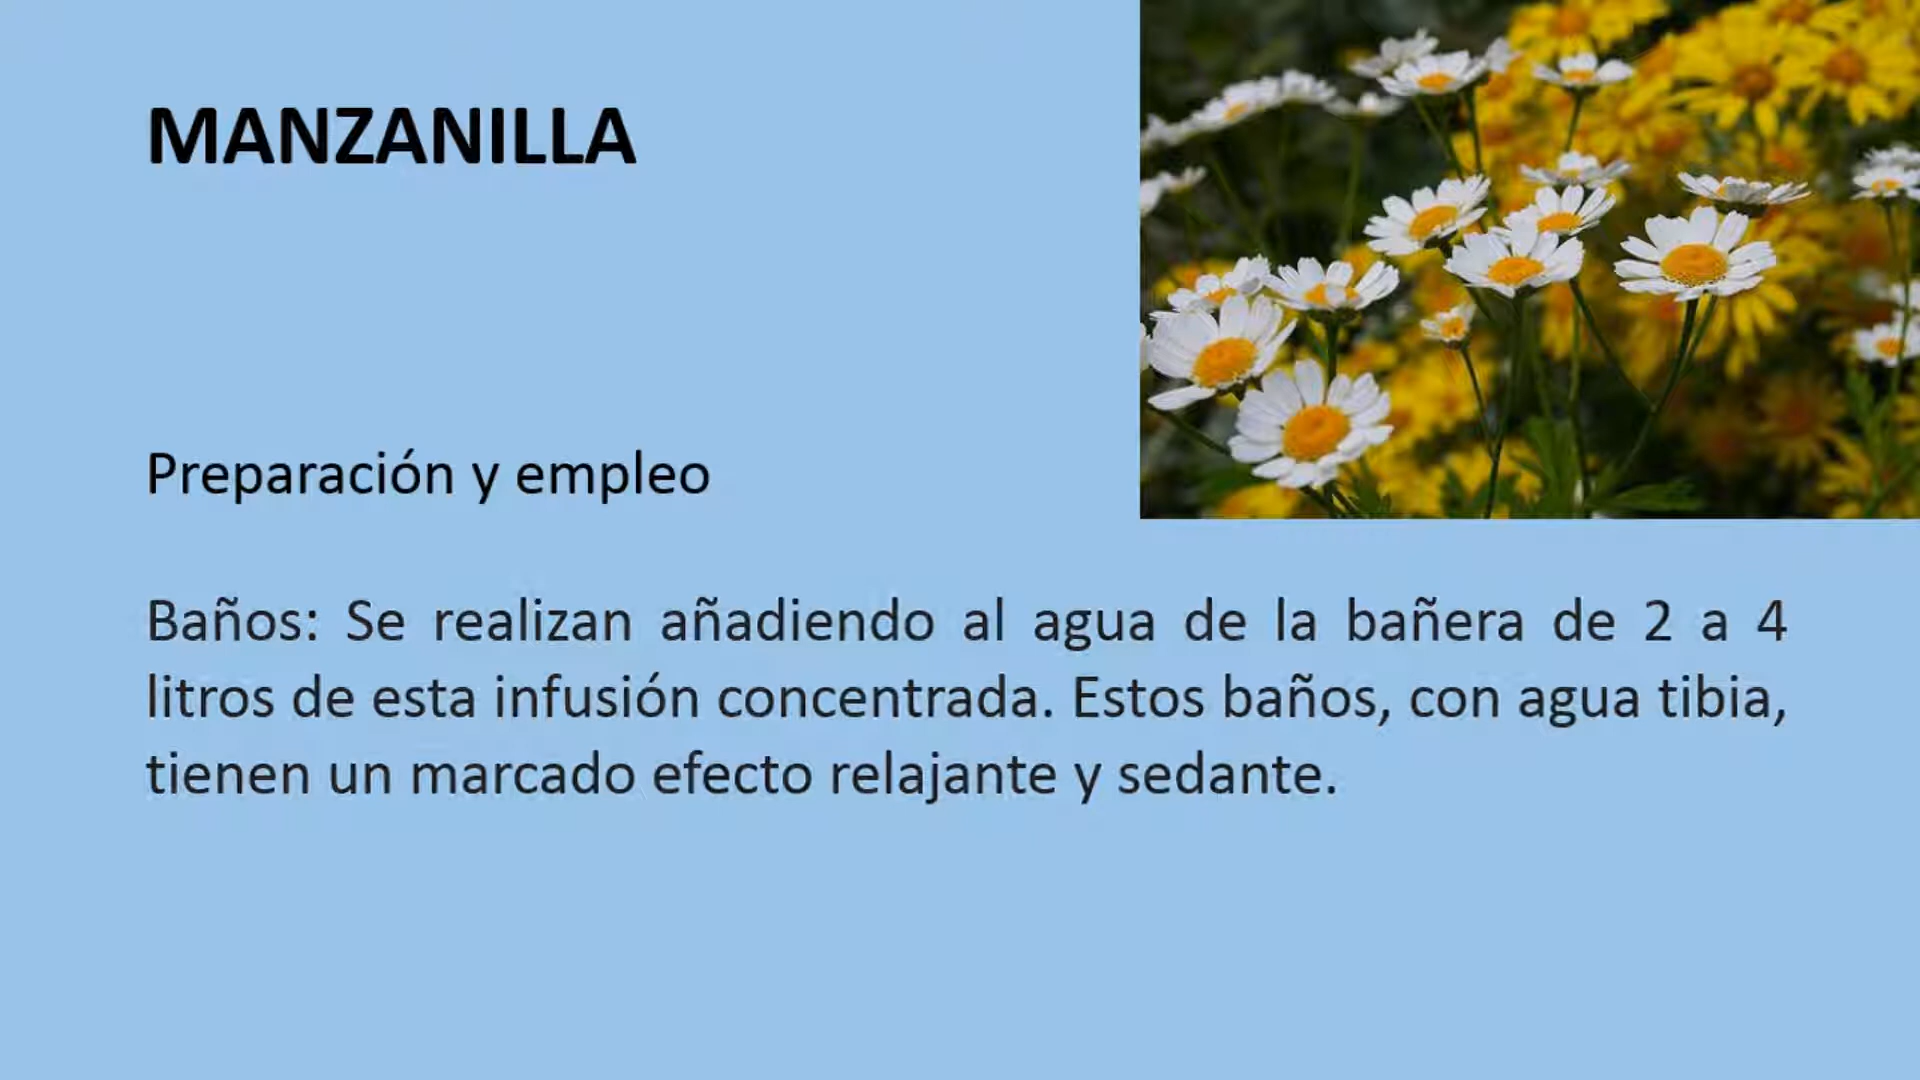 MANZANILLA
Preparación y empleo
Baños: Se realizan añadiendo al agua de la bañera de 2 a 4
litros de esta infusión concentrada. Estos baños, con agua tibia,
tienen un marcado efecto relajante y sedante.